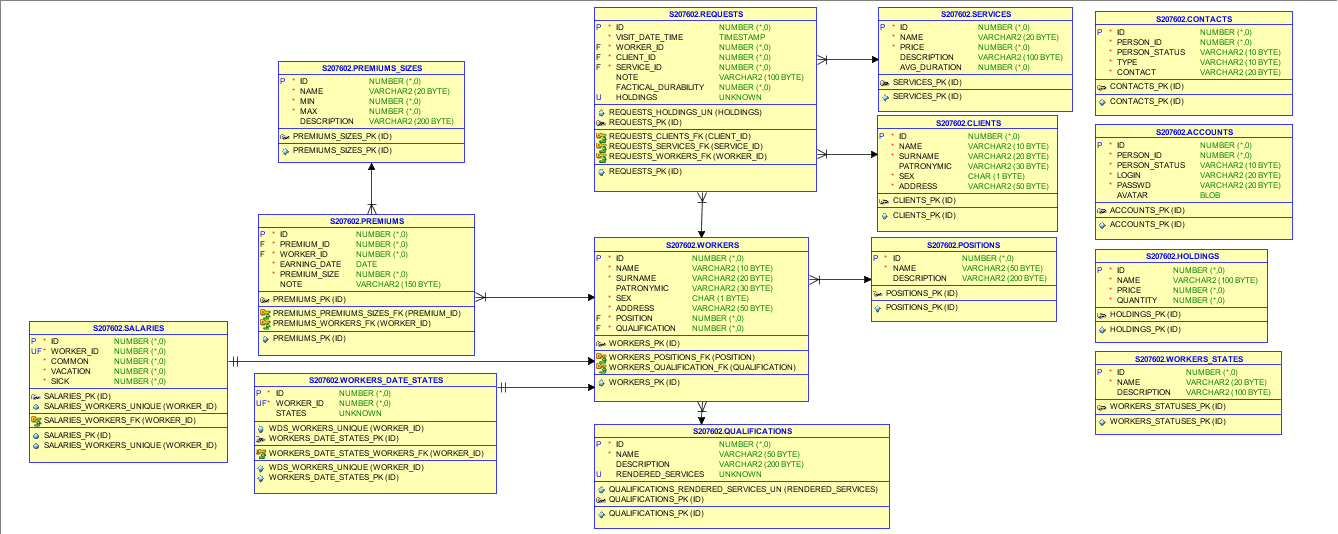 S207602.REQUESTS
P * ID NUMBER (*,0)
VISIT_DATE_TIME TIMESTAMP
F * WORKER_ID NUMBER (*,0)
F * CLIENT_ID NUMBER (*,0)
F * SERVICE_ID NUMBER (*,0)
NOTE VARCHAR2 (100 BYTE)
FACTICAL_DURABILITY NUMBER (*,0)
U HOLDINGS UNKNOWN
REQUESTS_HOLDINGS_UN (HOLDINGS)
REQUESTS_PK (ID)
REQUESTS_CLIENTS_FK (CLIENT_ID)
REQUESTS_SERVICES_FK (SERVICE_ID)
REQUESTS_WORKERS_FK (WORKER_ID)
REQUESTS_PK (ID)
S207602.SERVICES
P * ID NUMBER (*,0)
* NAME VARCHAR2 (20 BYTE)
* PRICE NUMBER (*,0)
DESCRIPTION VARCHAR2 (100 BYTE)
AVG_DURATION NUMBER (*,0)
SERVICES_PK (ID)
SERVICES_PK (ID)
S207602.CONTACTS
P * ID NUMBER (*,0)
* PERSON_ID NUMBER (*,0)
* PERSON_STATUS VARCHAR2 (10 BYTE)
* TYPE VARCHAR2 (10 BYTE)
* CONTACT VARCHAR2 (20 BYTE)
CONTACTS_PK (ID)
CONTACTS_PK (ID)
S207602.PREMIUMS_SIZES
P * ID NUMBER (*,0)
* NAME VARCHAR2 (20 BYTE)
* MIN NUMBER (*,0)
* MAX NUMBER (*,0)
DESCRIPTION VARCHAR2 (200 BYTE)
PREMIUMS_SIZES_PK (ID)
PREMIUMS_SIZES_PK (ID)
S207602.CLIENTS
P * ID NUMBER (*,0)
* NAME VARCHAR2 (10 BYTE)
* SURNAME VARCHAR2 (20 BYTE)
PATRONYMIC VARCHAR2 (30 BYTE)
* SEX CHAR (1 BYTE)
* ADDRESS VARCHAR2 (50 BYTE)
CLIENTS_PK (ID)
CLIENTS_PK (ID)
S207602.ACCOUNTS
P * ID NUMBER (*,0)
* PERSON_ID NUMBER (*,0)
* PERSON_STATUS VARCHAR2 (10 BYTE)
* LOGIN VARCHAR2 (20 BYTE)
* PASSWD VARCHAR2 (20 BYTE)
AVATAR BLOB
ACCOUNTS_PK (ID)
ACCOUNTS_PK (ID)
S207602.PREMIUMS
P * ID NUMBER (*,0)
F * PREMIUM_ID NUMBER (*,0)
F * WORKER_ID NUMBER (*,0)
* EARNING_DATE DATE
* PREMIUM_SIZE NUMBER (*,0)
NOTE VARCHAR2 (150 BYTE)
PREMIUMS_PK (ID)
PREMIUMS_PREMIUMS_SIZES_FK (PREMIUM_ID)
PREMIUMS_WORKERS_FK (WORKER_ID)
PREMIUMS_PK (ID)
S207602.WORKERS
P * ID NUMBER (*,0)
* NAME VARCHAR2 (10 BYTE)
* SURNAME VARCHAR2 (20 BYTE)
PATRONYMIC VARCHAR2 (30 BYTE)
* SEX CHAR (1 BYTE)
* ADDRESS VARCHAR2 (50 BYTE)
F * POSITION NUMBER (*,0)
F * QUALIFICATION NUMBER (*,0)
WORKERS_PK (ID)
WORKERS_POSITIONS_FK (POSITION)
WORKERS_QUALIFICATION_FK (QUALIFICATION)
WORKERS_PK (ID)
S207602.POSITIONS
P * ID NUMBER (*,0)
* NAME VARCHAR2 (50 BYTE)
DESCRIPTION VARCHAR2 (200 BYTE)
POSITIONS_PK (ID)
POSITIONS_PK (ID)
S207602.HOLDINGS
P * ID NUMBER (*,0)
* NAME VARCHAR2 (100 BYTE)
* PRICE NUMBER (*,0)
* QUANTITY NUMBER (*,0)
HOLDINGS_PK (ID)
HOLDINGS_PK (ID)
S207602.SALARIES
P * ID NUMBER (*,0)
UF* WORKER_ID NUMBER (*,0)
* COMMON NUMBER (*,0)
* VACATION NUMBER (*,0)
* SICK NUMBER (*,0)
SALARIES_PK (ID)
SALARIES_WORKERS_UNIQUE (WORKER_ID)
SALARIES_WORKERS_FK (WORKER_ID)
SALARIES_PK (ID)
SALARIES_WORKERS_UNIQUE (WORKER_ID)
S207602.WORKERS_DATE_STATES
P * ID NUMBER (*,0)
UF* WORKER_ID NUMBER (*,0)
STATES UNKNOWN
WDS_WORKERS_UNIQUE (WORKER_ID)
WORKERS_DATE_STATES_PK (ID)
WORKERS_DATE_STATES_WORKERS_FK (WORKER_ID)
WDS_WORKERS_UNIQUE (WORKER_ID)
WORKERS_DATE_STATES_PK (ID)
S207602.WORKERS_STATES
P * ID NUMBER (*,0)
* NAME VARCHAR2 (20 BYTE)
DESCRIPTION VARCHAR2 (100 BYTE)
WORKERS_STATUSES_PK (ID)
WORKERS_STATUSES_PK (ID)
S207602.QUALIFICATIONS
P * ID NUMBER (*,0)
* NAME VARCHAR2 (50 BYTE)
DESCRIPTION VARCHAR2 (200 BYTE)
U RENDERED_SERVICES UNKNOWN
QUALIFICATIONS_RENDERED_SERVICES_UN (RENDERED_SERVICES)
QUALIFICATIONS_PK (ID)
QUALIFICATIONS_PK (ID)